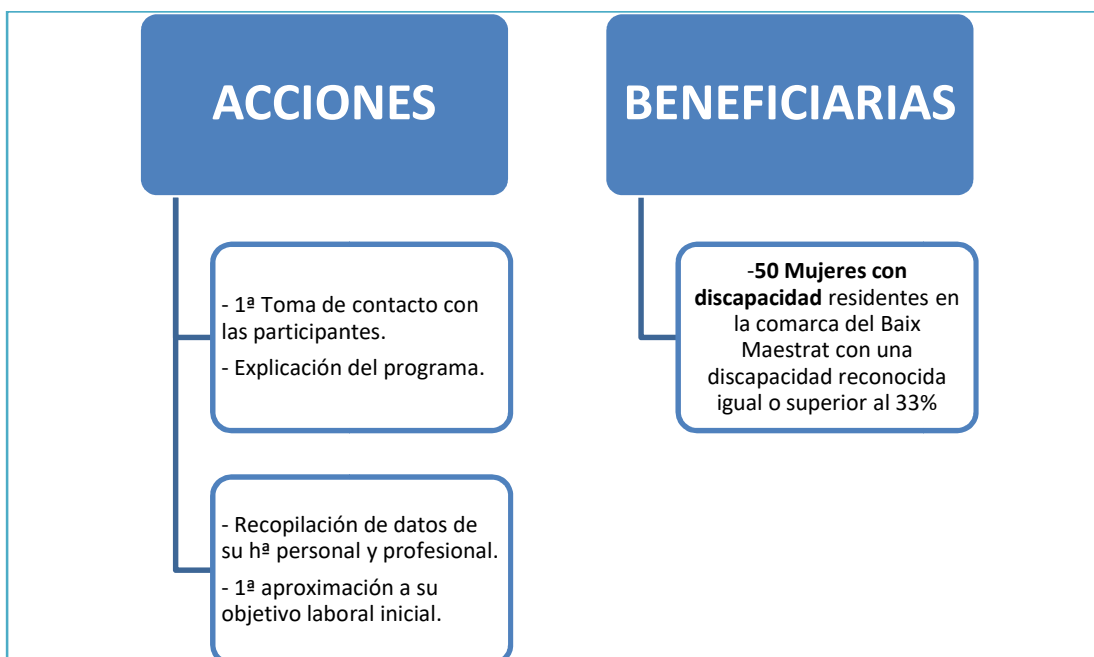 ACCIONES
- 1ª Toma de contacto con
las participantes.
- Explicación del programa.
- Recopilación de datos de
su hª personal y profesional.
- 1ª aproximación a su
objetivo laboral inicial.
BENEFICIARIAS
-50 Mujeres con
discapacidad residentes en
la comarca del Baix
Maestrat con una
discapacidad reconocida
igual o superior al 33%